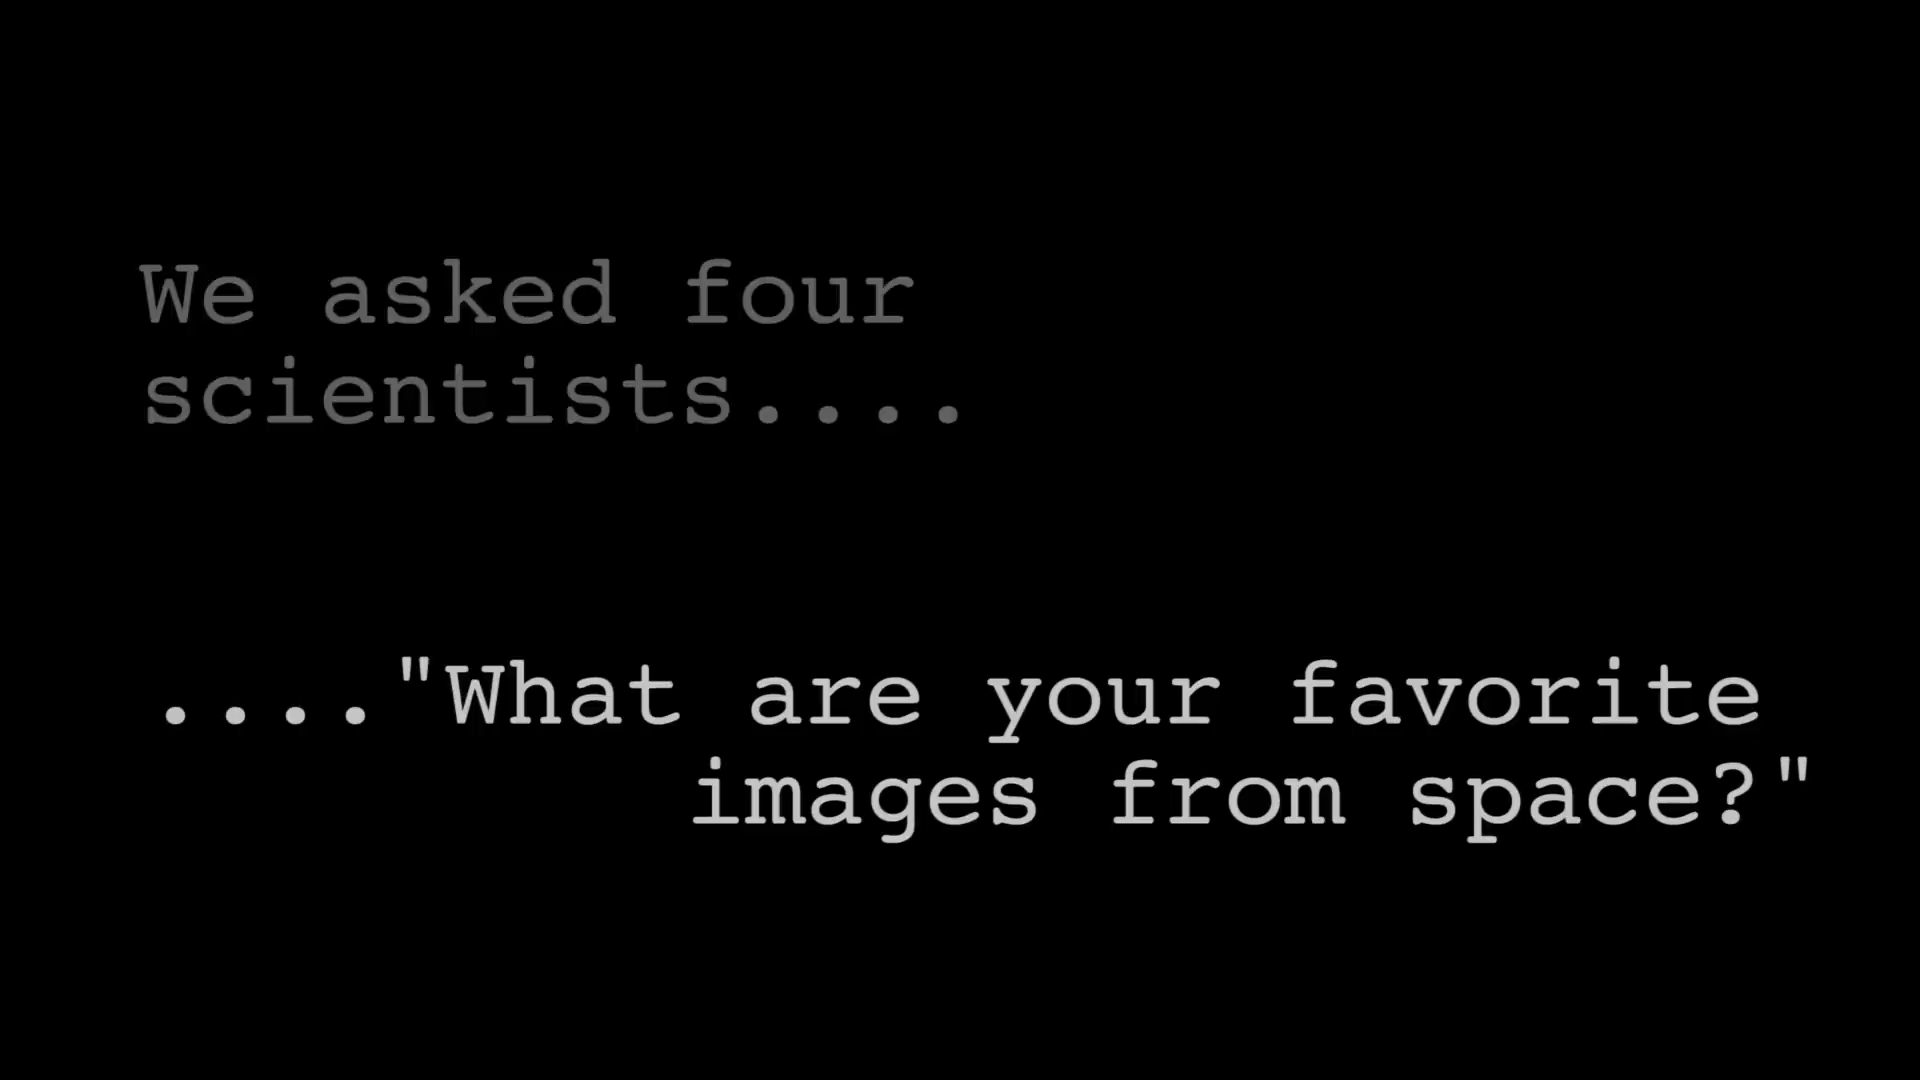 We asked four
scientists....
...."What are your favorite
images from space?"